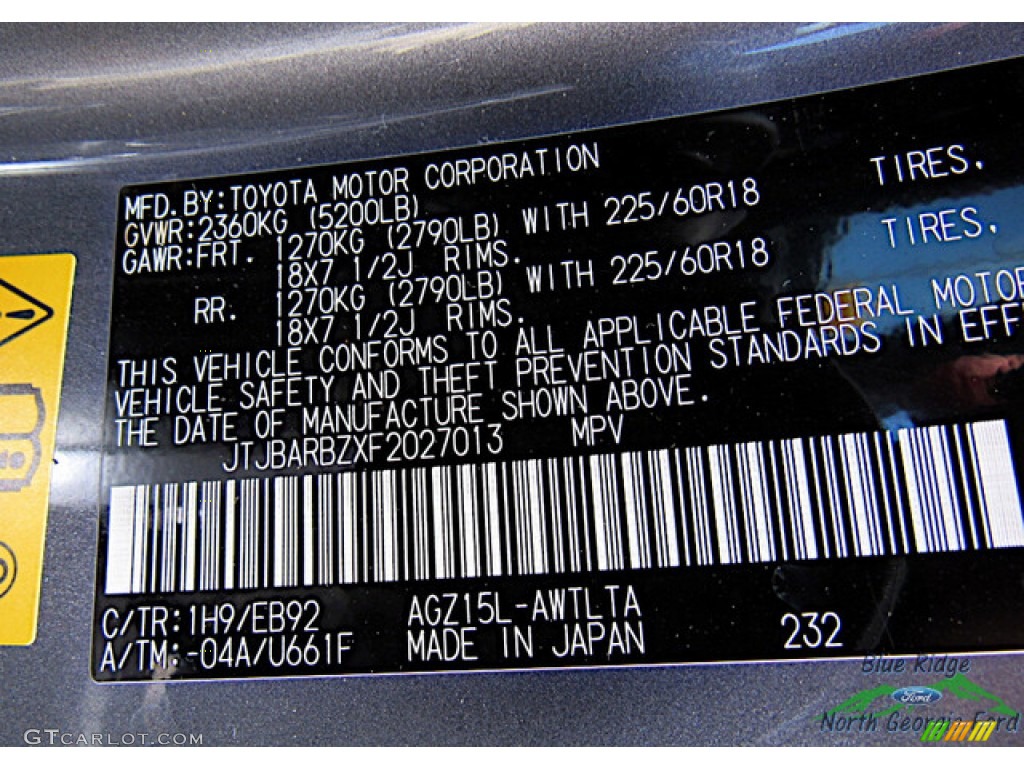 MFD.BY:TOYOTA MOTOR CORPORATION
GVWR:2360KG (5200LB)
GAWR:FRT. 1270KG (2790LB) WITH 225/60R18 TIRES,
18X7 1/2J RIMS.
RR. 1270KG (2790LB) WITH 225/60R18 TIRES,
18X7 1/2J RIMS.
THIS VEHICLE CONFORMS TO ALL APPLICABLE FEDERAL MOTOR
VEHICLE SAFETY AND THEFT PREVENTION STANDARDS IN EFF
THE DATE OF MANUFACTURE SHOWN ABOVE.
JTJBARBZXF2027013 MPV
C/TR:1H9/EB92 AGZ15L-AWTLTA
A/TM:-04A/U661F MADE IN JAPAN 232
Blue Ridge
Ford
North Georgia Ford
GTCARLOT.COM